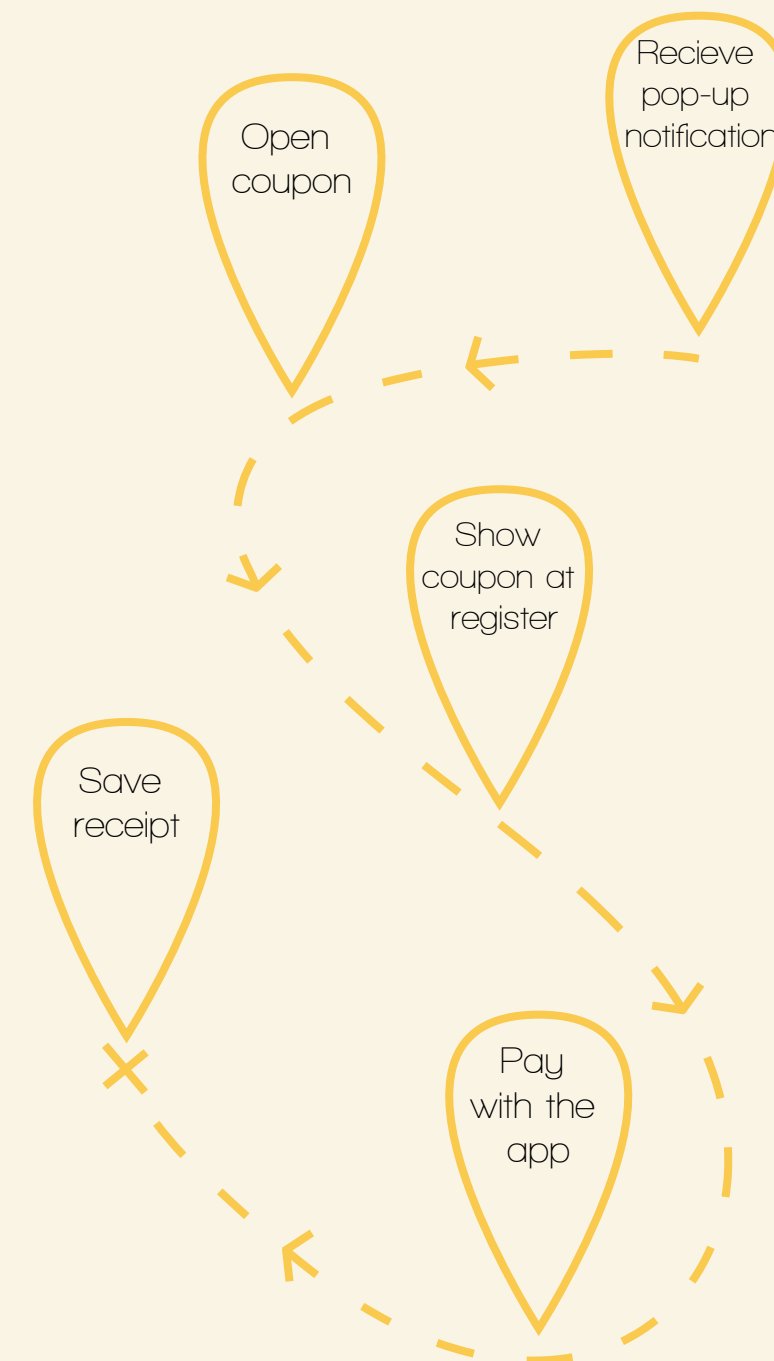 Recieve
pop-up
notification
Open
coupon
Show
coupon at
register
Pay
with the
app
Save
receipt